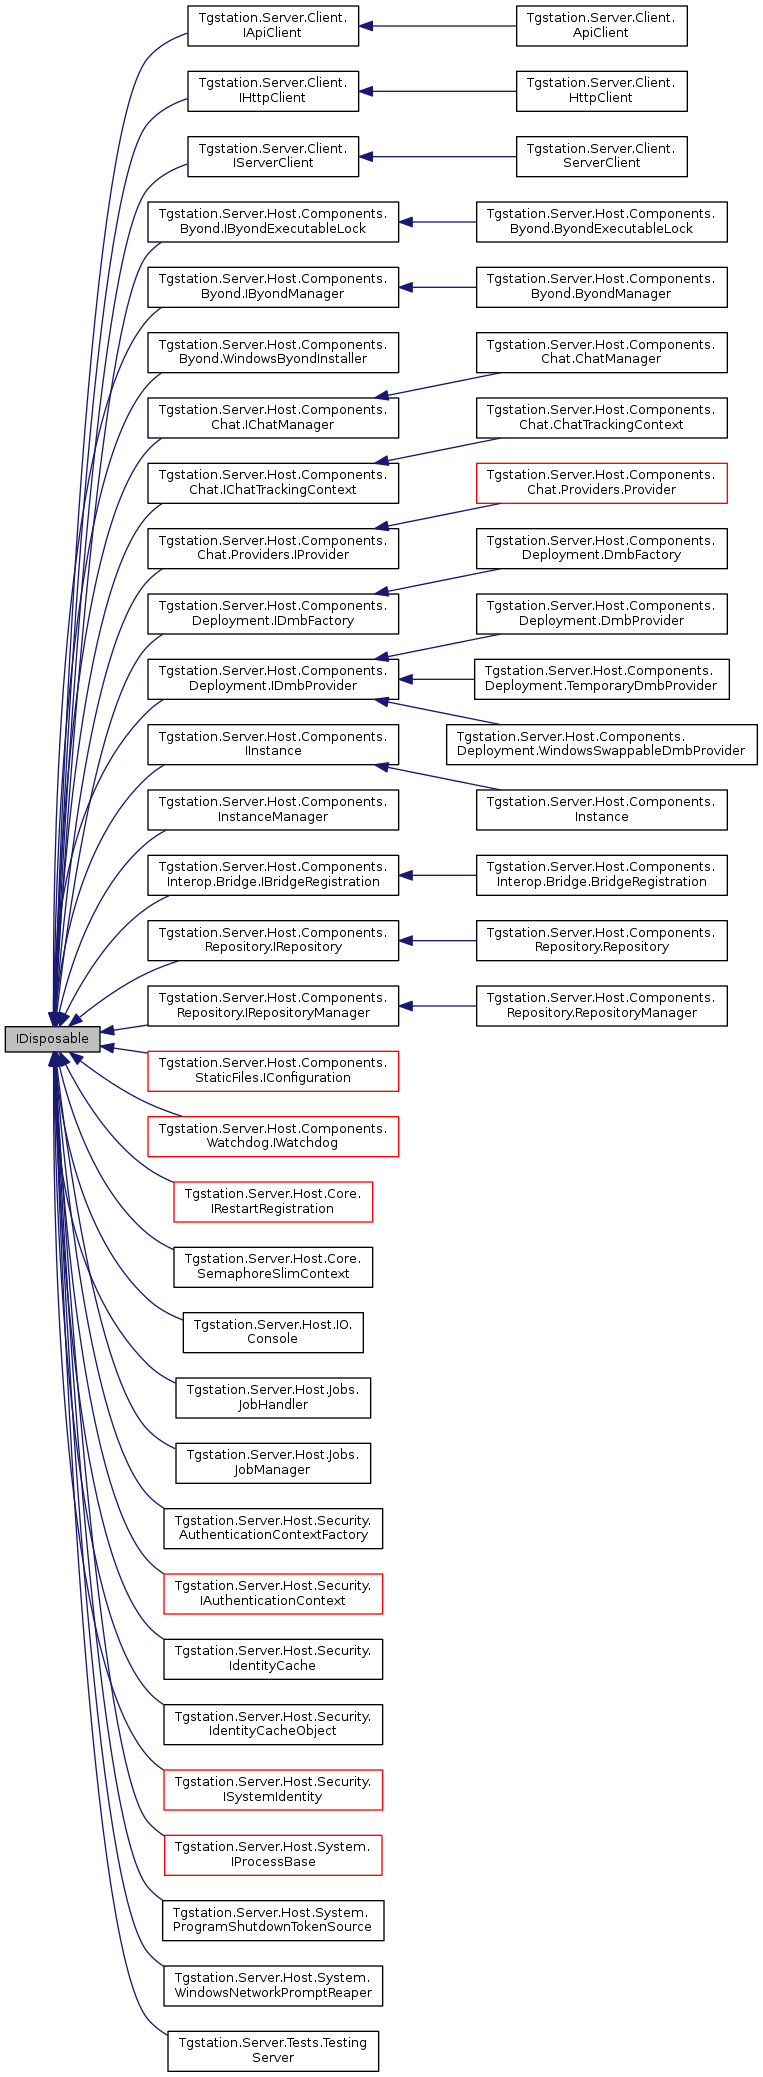 Tgstation.Server.Client.
IApiClient
Tgstation.Server.Client.
ApiClient
Tgstation.Server.Client.
IHttpClient
Tgstation.Server.Client.
HttpClient
Tgstation.Server.Client.
IServerClient
Tgstation.Server.Client.
ServerClient
Tgstation.Server.Host.Components.
Byond.IByondExecutableLock
Tgstation.Server.Host.Components.
Byond.ByondExecutableLock
Tgstation.Server.Host.Components.
Byond.IByondManager
Tgstation.Server.Host.Components.
Byond.ByondManager
Tgstation.Server.Host.Components.
Byond.WindowsByondInstaller
Tgstation.Server.Host.Components.
Chat.ChatManager
Tgstation.Server.Host.Components.
Chat.IChatManager
Tgstation.Server.Host.Components.
Chat.ChatTrackingContext
Tgstation.Server.Host.Components.
Chat.IChatTrackingContext
Tgstation.Server.Host.Components.
Chat.Providers.Provider
Tgstation.Server.Host.Components.
Chat.Providers.IProvider
Tgstation.Server.Host.Components.
Deployment.DmbFactory
Tgstation.Server.Host.Components.
Deployment.IDmbFactory
Tgstation.Server.Host.Components.
Deployment.DmbProvider
Tgstation.Server.Host.Components.
Deployment.IDmbProvider
Tgstation.Server.Host.Components.
Deployment.TemporaryDmbProvider
Tgstation.Server.Host.Components.
IInstance
Tgstation.Server.Host.Components.
Deployment.WindowsSwappableDmbProvider
Tgstation.Server.Host.Components.
InstanceManager
Tgstation.Server.Host.Components.
Instance
Tgstation.Server.Host.Components.
Interop.Bridge.IBridgeRegistration
Tgstation.Server.Host.Components.
Interop.Bridge.BridgeRegistration
Tgstation.Server.Host.Components.
Repository.IRepository
Tgstation.Server.Host.Components.
Repository.Repository
Tgstation.Server.Host.Components.
Repository.IRepositoryManager
Tgstation.Server.Host.Components.
Repository.RepositoryManager
IDisposable
Tgstation.Server.Host.Components.
StaticFiles.IConfiguration
Tgstation.Server.Host.Components.
Watchdog.IWatchdog
Tgstation.Server.Host.Core.
IRestartRegistration
Tgstation.Server.Host.Core.
SemaphoreSlimContext
Tgstation.Server.Host.IO.
Console
Tgstation.Server.Host.Jobs.
JobHandler
Tgstation.Server.Host.Jobs.
JobManager
Tgstation.Server.Host.Security.
AuthenticationContextFactory
Tgstation.Server.Host.Security.
IAuthenticationContext
Tgstation.Server.Host.Security.
IdentityCache
Tgstation.Server.Host.Security.
IdentityCacheObject
Tgstation.Server.Host.Security.
ISystemIdentity
Tgstation.Server.Host.System.
IProcessBase
Tgstation.Server.Host.System.
ProgramShutdownTokenSource
Tgstation.Server.Host.System.
WindowsNetworkPromptReaper
Tgstation.Server.Tests.Testing
Server